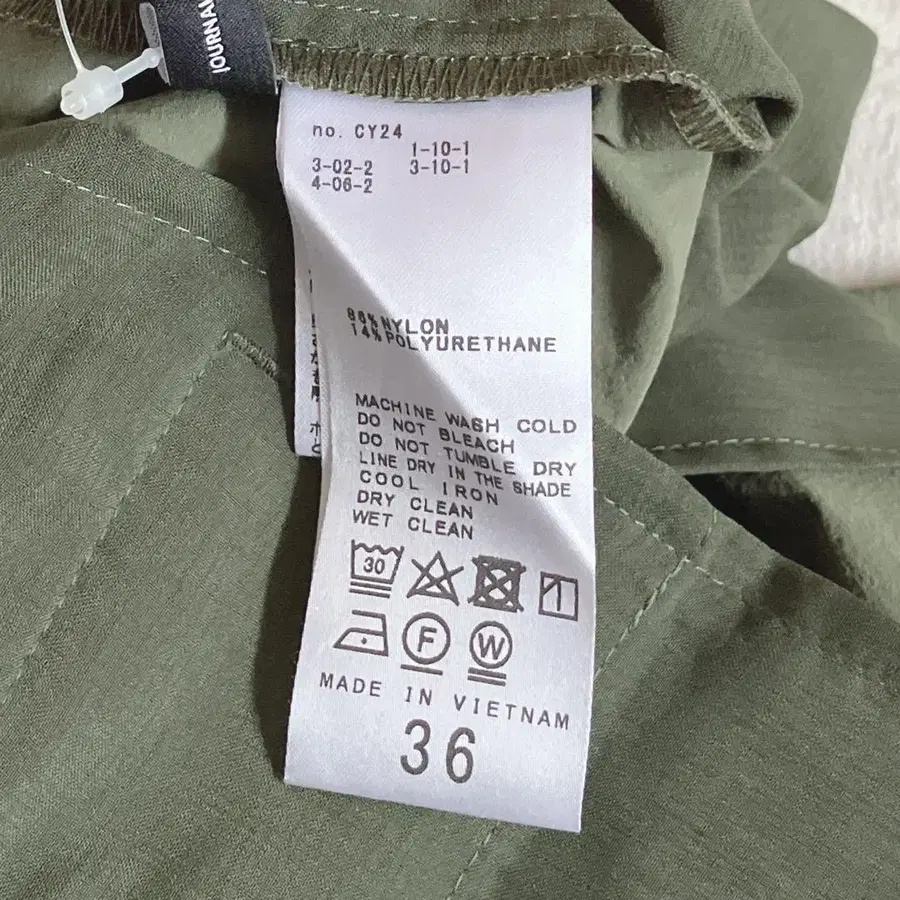 JOURNAL
no. CY24
1-10-1
3-02-2 3-10-1
4-06-2
86% NYLON
14% POLYURETHANE
MACHINE WASH COLD
DO NOT BLEACH
DO NOT TUMBLE DRY
LINE DRY IN THE SHADE
COOL IRON
DRY CLEAN
WET CLEAN
30
F W
MADE IN VIETNAM
36